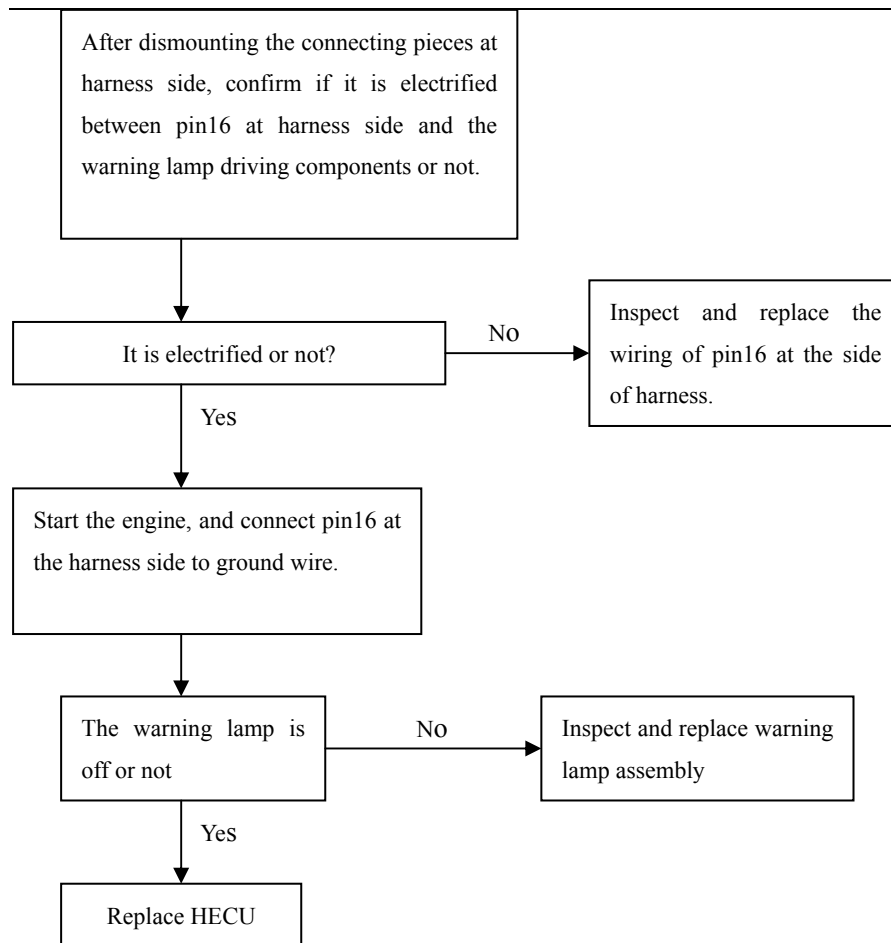 After dismounting the connecting pieces at
harness side, confirm if it is electrified
between pin16 at harness side and the
warning lamp driving components or not.
It is electrified or not?
No
Inspect and replace the
wiring of pin16 at the side
of harness.
Yes
Start the engine, and connect pin16 at
the harness side to ground wire.
The warning lamp is
off or not
No
Inspect and replace warning
lamp assembly
Yes
Replace HECU